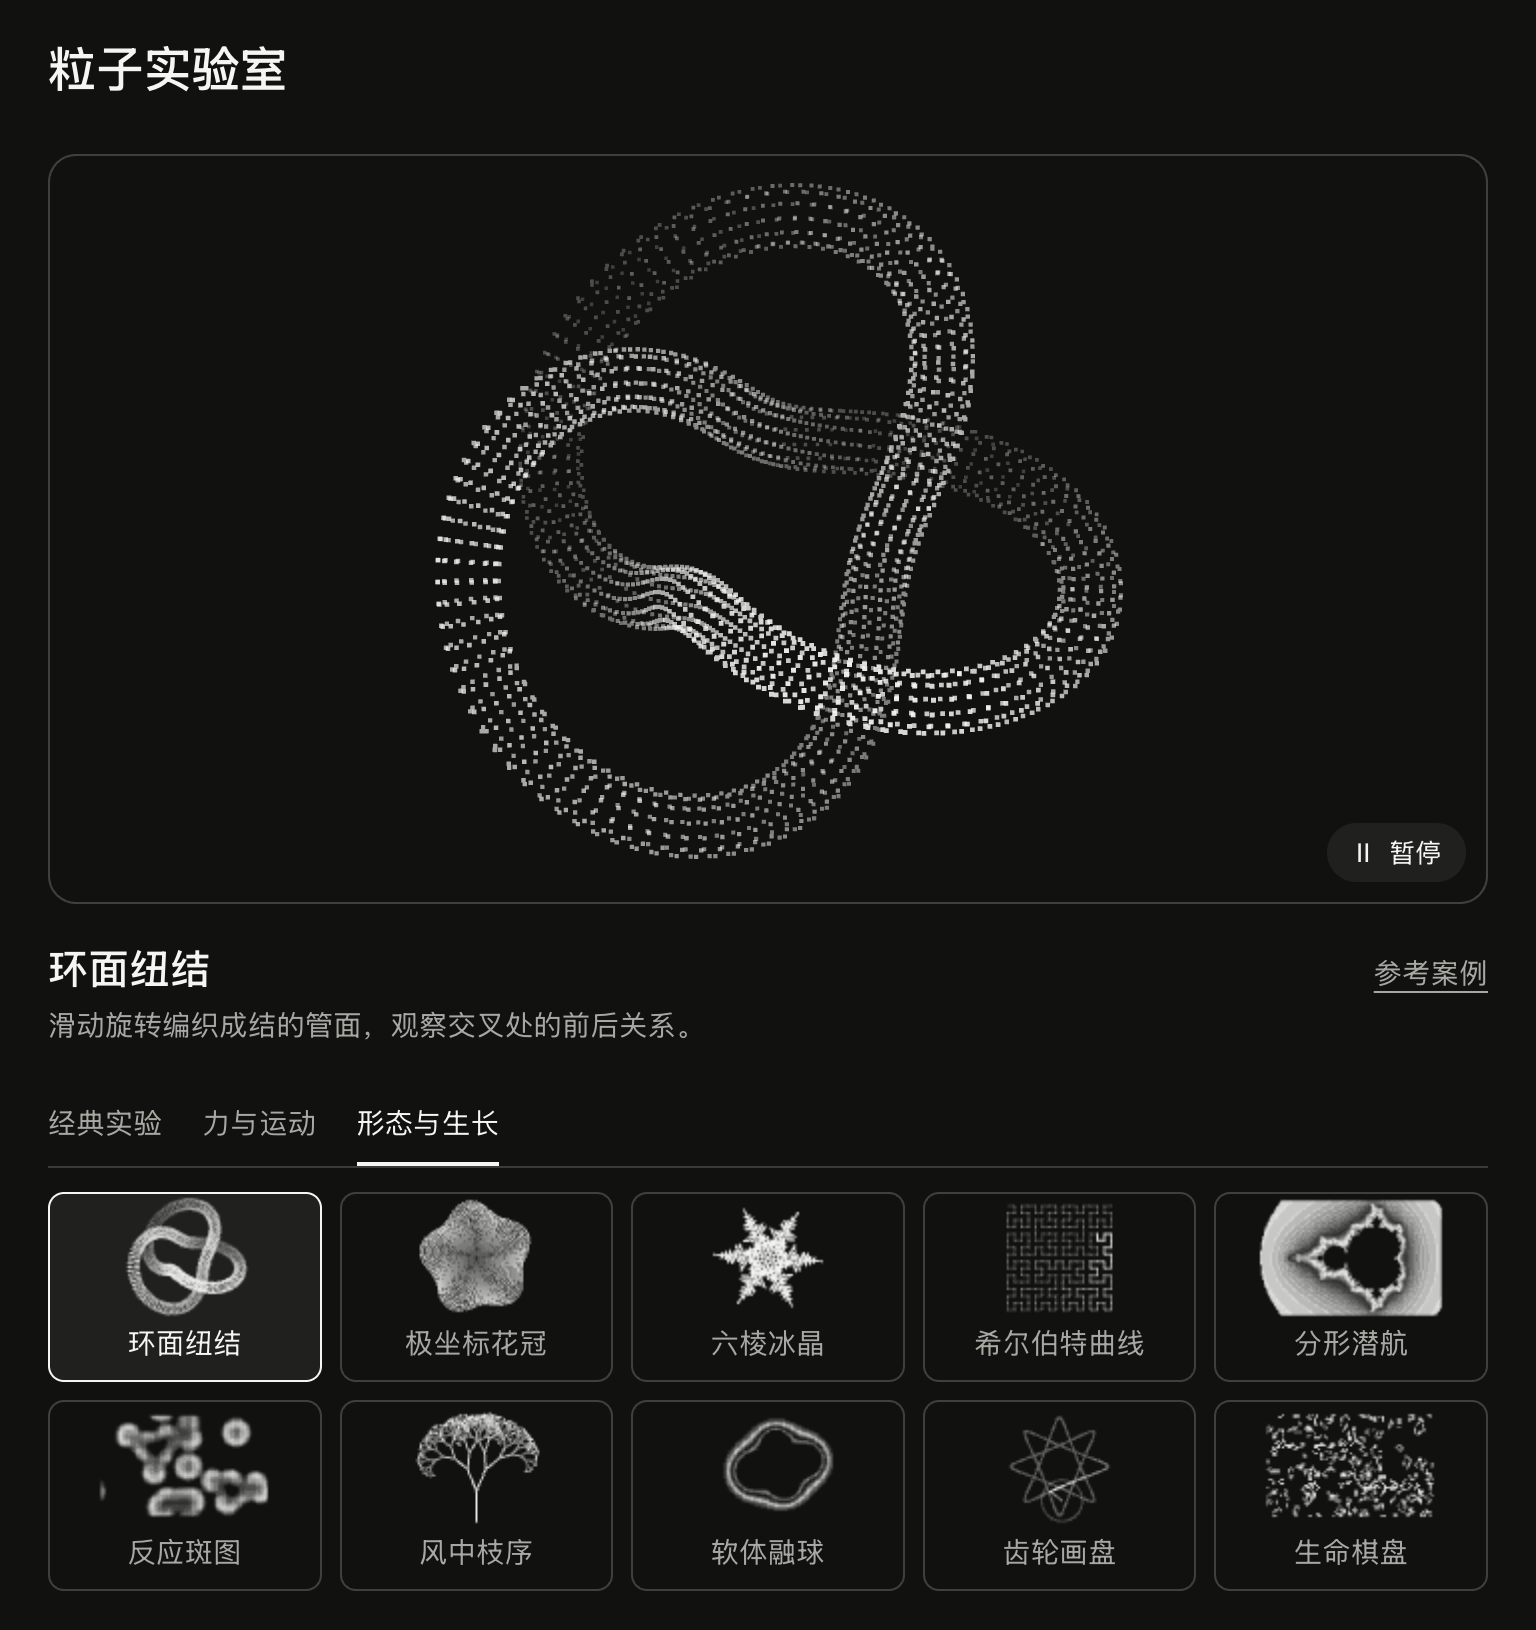 粒子实验室
暂停
环面纽结
参考案例
滑动旋转编织成结的管面，观察交叉处的前后关系。
经典实验 力与运动 形态与生长
环面纽结 极坐标花冠 六棱冰晶 希尔伯特曲线 分形潜航
反应斑图 风中枝序 软体融球 齿轮画盘 生命棋盘